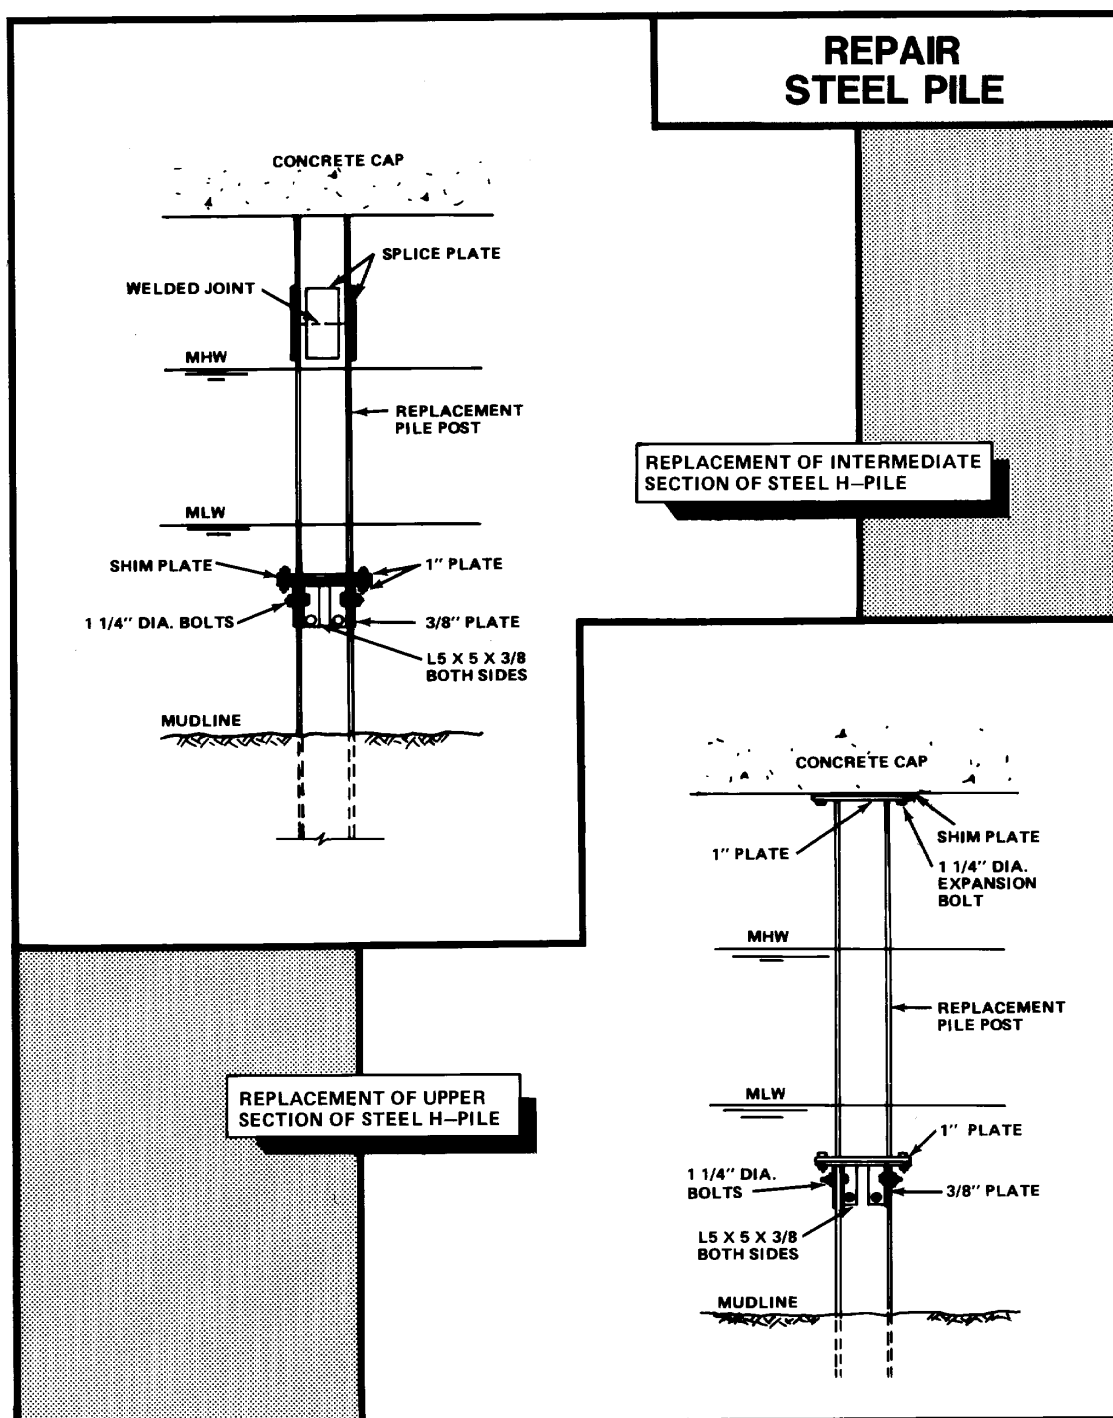 REPAIR
STEEL PILE
CONCRETE CAP
SPLICE PLATE
WELDED JOINT
MHW
REPLACEMENT
PILE POST
MLW
SHIM PLATE
1" PLATE
1 1/4" DIA. BOLTS
3/8" PLATE
L5 X 5 X 3/8
BOTH SIDES
MUDLINE
REPLACEMENT OF INTERMEDIATE
SECTION OF STEEL H–PILE
CONCRETE CAP
SHIM PLATE
1" PLATE
1 1/4" DIA.
EXPANSION
BOLT
MHW
REPLACEMENT
PILE POST
MLW
1" PLATE
1 1/4" DIA.
BOLTS
3/8" PLATE
L5 X 5 X 3/8
BOTH SIDES
MUDLINE
REPLACEMENT OF UPPER
SECTION OF STEEL H–PILE